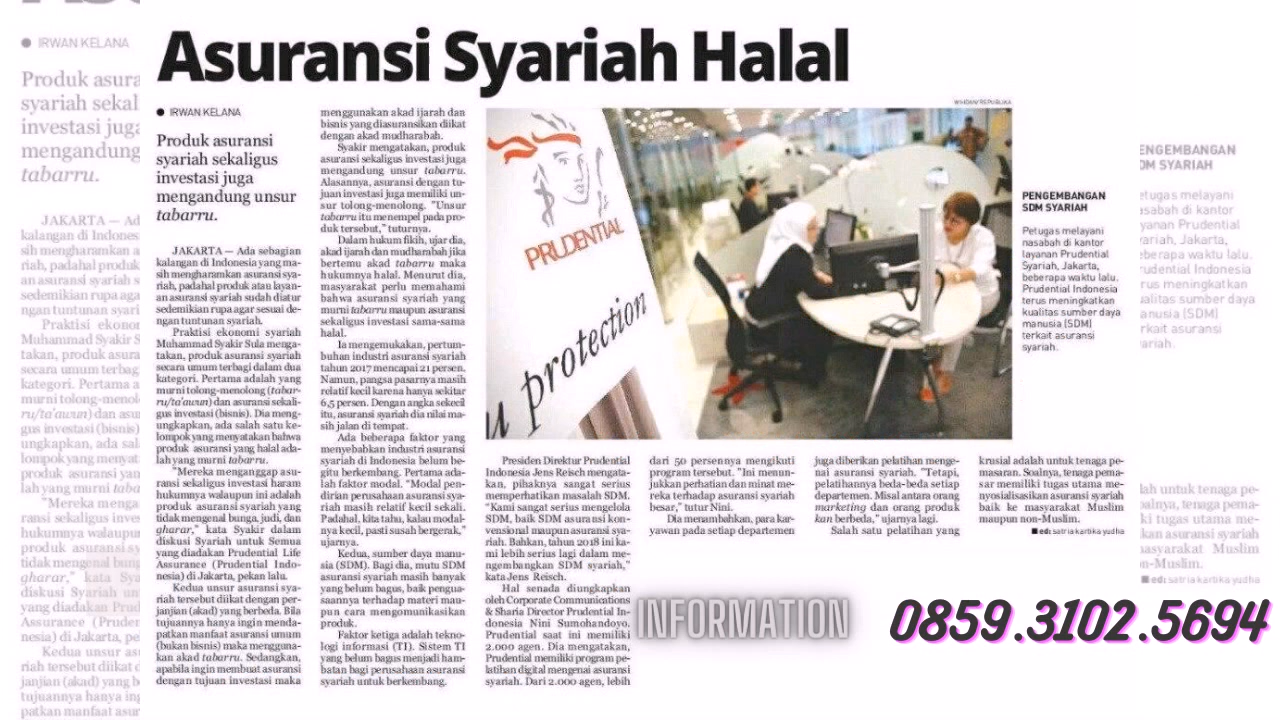 Asuransi Syariah Halal
IRWAN KELANA
Produk asuransi
syariah sekaligus
investasi juga
mengandung unsur
tabarru.
JAKARTA — Ada sebagian
kalangan di Indonesia yang ma-
sih mengharamkan asuransi sya-
riah, padahal produk atau layan-
an asuransi syariah sudah diatur
sedemikian rupa agar sesuai de-
ngan tuntunan syariah.
Praktisi ekonomi syariah
Muhammad Syakir Sula menga-
takan, produk asuransi syariah
secara umum terbagi dalam dua
kategori. Pertama adalah yang
murni tolong-menolong (tabar-
ru/ta'awun) dan asuransi sekali-
gus investasi (bisnis). Dia meng-
ungkapkan, ada salah satu ke-
lompok yang menyatakan bahwa
produk asuransi yang halal ada-
lah yang murni tabarru.
"Mereka menganggap asu-
ransi sekaligus investasi haram
hukumnya walaupun ini adalah
produk asuransi syariah yang
tidak mengenal bunga, judi, dan
gharar," kata Syakir dalam
diskusi Syariah untuk Semua
yang diadakan Prudential Life
Assurance (Prudential Indo-
nesia) di Jakarta, pekan lalu.
Kedua unsur asuransi sya-
riah tersebut diikat dengan per-
janjian (akad) yang berbeda. Bila
tujuannya hanya ingin menda-
patkan manfaat asuransi umum
(bukan bisnis) maka mengguna-
kan akad tabarru. Sedangkan,
apabila ingin membuat asuransi
dengan tujuan investasi maka
menggunakan akad ijarah dan
bisnis yang diasuransikan diikat
dengan akad mudharabah.
Syakir mengatakan, produk
asuransi sekaligus investasi juga
mengandung unsur tabarru.
Alasannya, asuransi dengan tu-
juan investasi juga memiliki un-
sur tolong-menolong. "Unsur
tabarru itu menempel pada pro-
duk tersebut," tuturnya.
Dalam hukum fikih, ujar dia,
akad ijarah dan mudharabah jika
bertemu akad tabarru maka
hukumnya halal. Menurut dia,
masyarakat perlu memahami
bahwa asuransi syariah yang
murni tabarru maupun asuransi
sekaligus investasi sama-sama
halal.
Ia mengemukakan, pertum-
buhan industri asuransi syariah
tahun 2017 mencapai 21 persen.
Namun, pangsa pasarnya masih
relatif kecil karena hanya sekitar
6,5 persen. Dengan angka sekecil
itu, asuransi syariah dia nilai ma-
sih jalan di tempat.
Ada beberapa faktor yang
menyebabkan industri asuransi
syariah di Indonesia belum be-
gitu berkembang. Pertama ada-
lah faktor modal. "Modal pen-
dirian perusahaan asuransi sya-
riah masih relatif kecil sekali.
Padahal, kita tahu, kalau modal-
nya kecil, pasti susah bergerak,"
ujarnya.
Kedua, sumber daya manu-
sia (SDM). Bagi dia, mutu SDM
asuransi syariah masih banyak
yang belum bagus, baik pengua-
saannya terhadap materi mau-
pun cara mengomunikasikan
produk.
Faktor ketiga adalah tekno-
logi informasi (TI). Sistem TI
yang belum bagus menjadi ham-
batan bagi perusahaan asuransi
syariah untuk berkembang.
WIHDAN/REPUBLIKA
PRUDENTIAL
u protection
PENGEMBANGAN
SDM SYARIAH
Petugas melayani
nasabah di kantor
layanan Prudential
Syariah, Jakarta,
beberapa waktu lalu.
Prudential Indonesia
terus meningkatkan
kualitas sumber daya
manusia (SDM)
terkait asuransi
syariah.
Presiden Direktur Prudential
Indonesia Jens Reisch mengata-
kan, pihaknya sangat serius
memperhatikan masalah SDM.
"Kami sangat serius mengelola
SDM, baik SDM asuransi kon-
vensional maupun asuransi sya-
riah. Bahkan, tahun 2018 ini ka-
mi lebih serius lagi dalam me-
ngembangkan SDM syariah,"
kata Jens Reisch.
Hal senada diungkapkan
oleh Corporate Communications
& Sharia Director Prudential In-
donesia Nini Sumohandoyo.
Prudential saat ini memiliki
2.000 agen. Dia mengatakan,
Prudential memiliki program pe-
latihan digital mengenai asuransi
syariah. Dari 2.000 agen, lebih
dari 50 persennya mengikuti
program tersebut. "Ini menun-
jukkan perhatian dan minat me-
reka terhadap asuransi syariah
besar," tutur Nini.
Dia menambahkan, para kar-
yawan pada setiap departemen
juga diberikan pelatihan menge-
nai asuransi syariah. "Tetapi,
pelatihannya beda-beda setiap
departemen. Misal antara orang
marketing dan orang produk
kan berbeda," ujarnya lagi.
Salah satu pelatihan yang
krusial adalah untuk tenaga pe-
masaran. Soalnya, tenaga pema-
sar memiliki tugas utama me-
nyosialisasikan asuransi syariah
baik ke masyarakat Muslim
maupun non-Muslim.
ed: satria kartika yudha
INFORMATION
0859.3102.5694